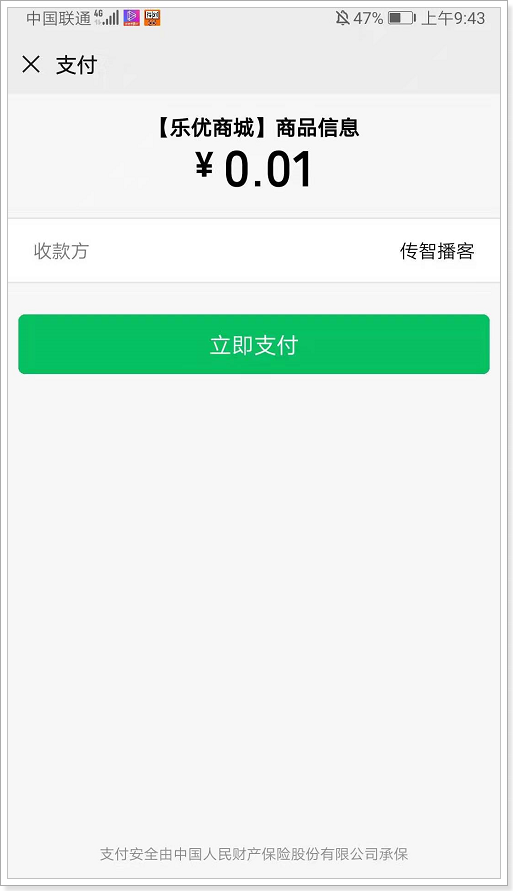 中国联通 4G 47% 上午9:43
支付
【乐优商城】商品信息
¥ 0.01
收款方 传智播客
立即支付
支付安全由中国人民财产保险股份有限公司承保